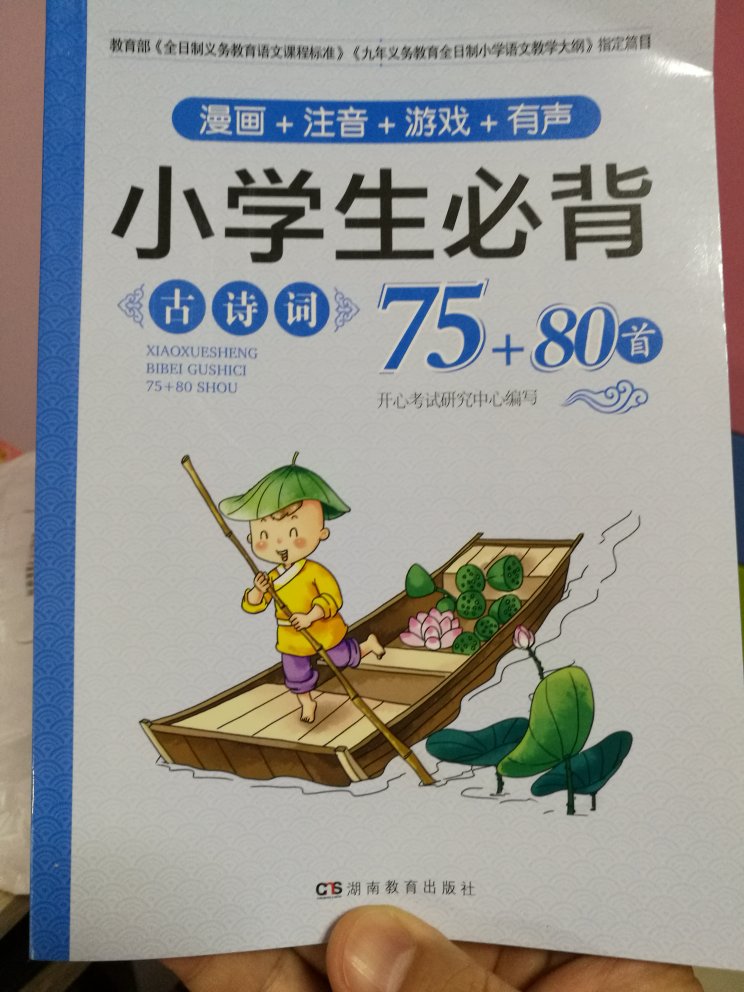 教育部《全日制义务教育语文课程标准》《九年义务教育全日制小学语文教学大纲》指定篇目
漫画+注音+游戏+有声
小学生必背
古诗词 75+80首
XIAOXUESHENG
BIBEI GUSHICI
75+80 SHOU
开心考试研究中心编写
湖南教育出版社